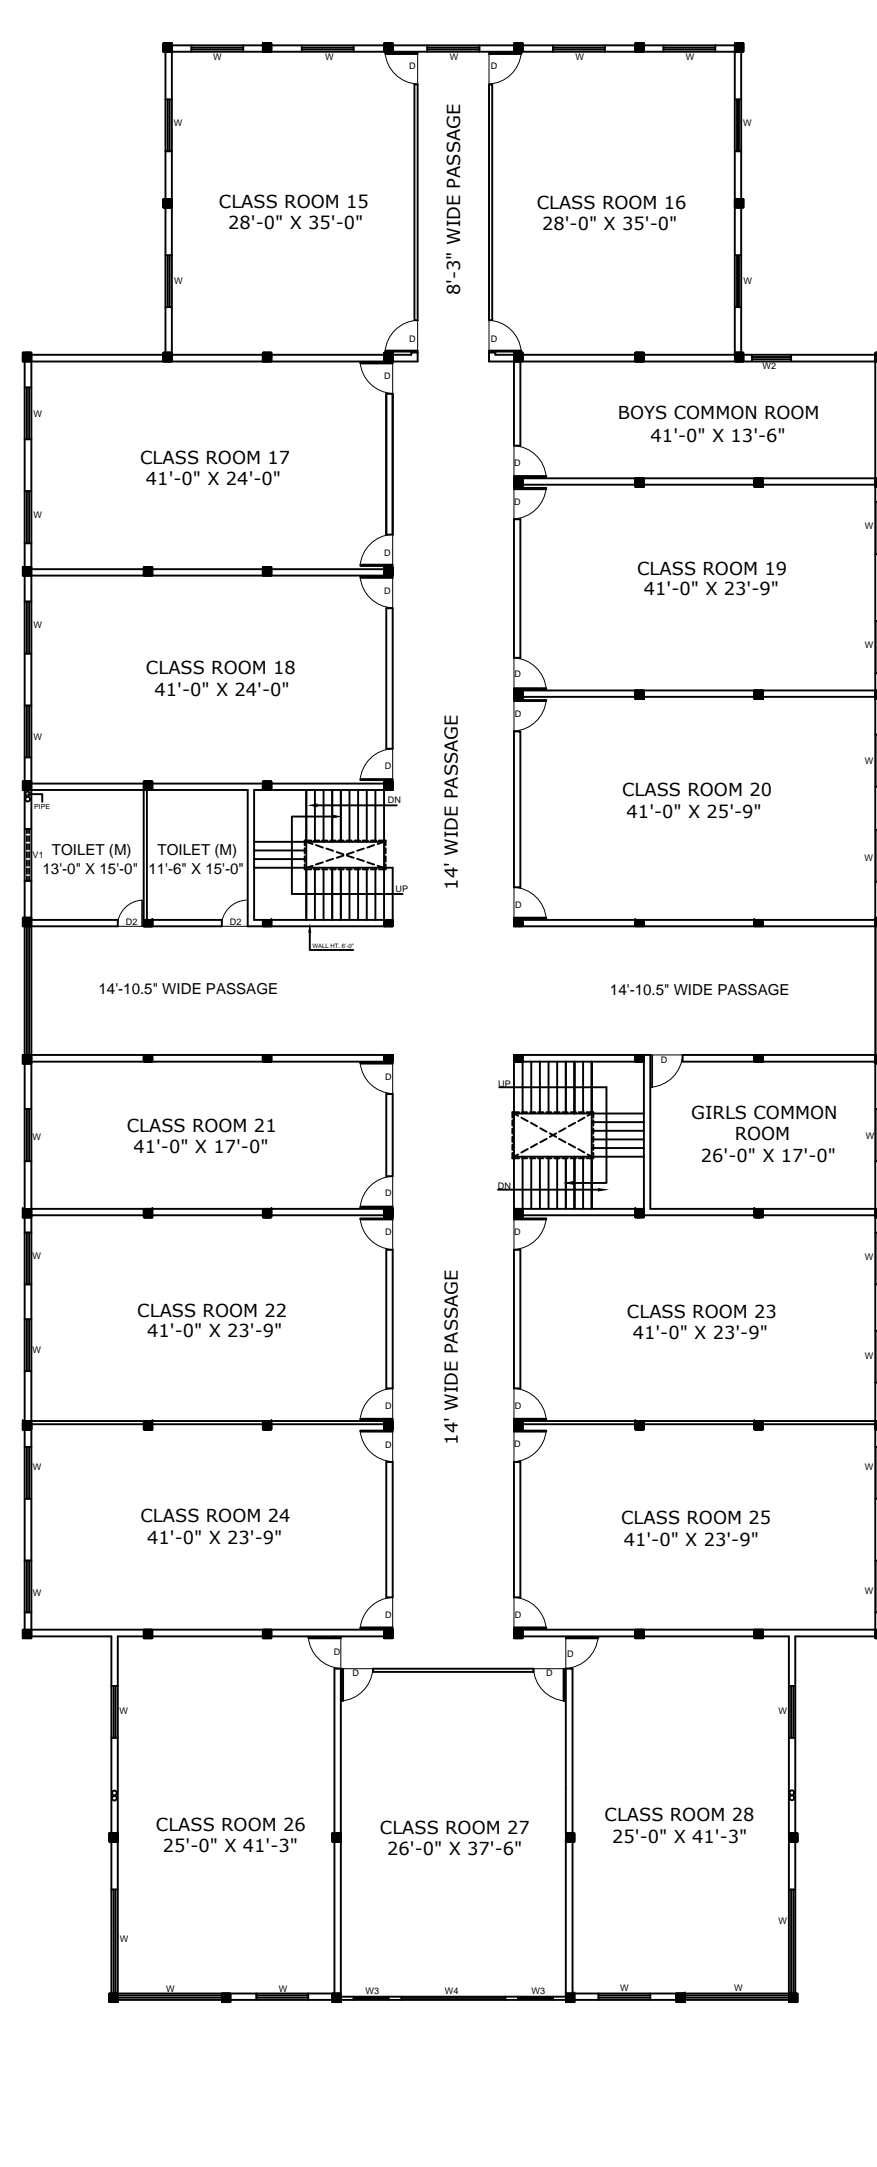 W
W
W
W
W
D
D
W
W
8'-3" WIDE PASSAGE
CLASS ROOM 15
28'-0" X 35'-0"
CLASS ROOM 16
28'-0" X 35'-0"
W
W
D
D
W2
D
BOYS COMMON ROOM
41'-0" X 13'-6"
W
CLASS ROOM 17
41'-0" X 24'-0"
D
D
W
W
D
CLASS ROOM 19
41'-0" X 23'-9"
D
W
W
D
CLASS ROOM 18
41'-0" X 24'-0"
D
W
14' WIDE PASSAGE
W
D
CLASS ROOM 20
41'-0" X 25'-9"
DN
PIPE
V1
TOILET (M)
13'-0" X 15'-0"
TOILET (M)
11'-6" X 15'-0"
W
UP
D
D2
D2
WALL HT. 6'-0"
14'-10.5" WIDE PASSAGE
14'-10.5" WIDE PASSAGE
D
D
UP
CLASS ROOM 21
41'-0" X 17'-0"
W
GIRLS COMMON
ROOM
26'-0" X 17'-0"
W
D
DN
D
D
W
W
CLASS ROOM 22
41'-0" X 23'-9"
14' WIDE PASSAGE
CLASS ROOM 23
41'-0" X 23'-9"
W
W
D
D
D
D
W
W
CLASS ROOM 24
41'-0" X 23'-9"
CLASS ROOM 25
41'-0" X 23'-9"
W
W
D
D
D
D
D
D
W
W
CLASS ROOM 26
25'-0" X 41'-3"
CLASS ROOM 27
26'-0" X 37'-6"
CLASS ROOM 28
25'-0" X 41'-3"
W
W
W
W
W3
W4
W3
W
W